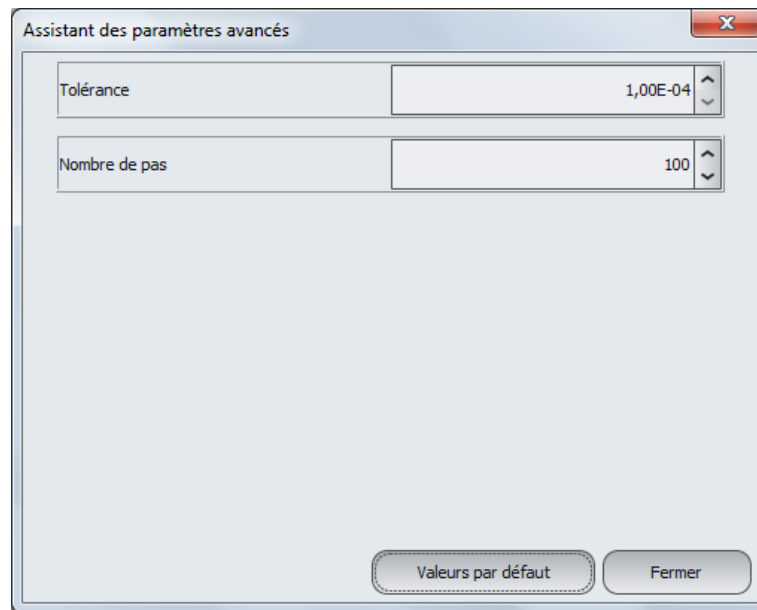 Assistant des paramètres avancés
Tolérance 1,00E-04
Nombre de pas 100
Valeurs par défaut Fermer